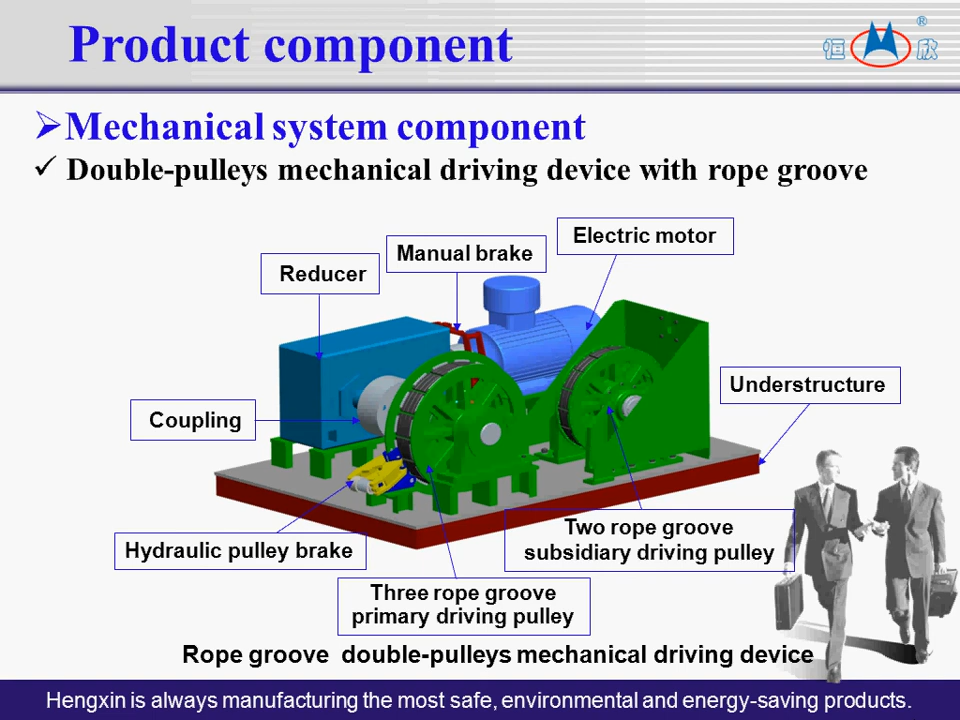 Product component
®
恒 欣
Mechanical system component
Double-pulleys mechanical driving device with rope groove
Electric motor
Manual brake
Reducer
Understructure
Coupling
Two rope groove
subsidiary driving pulley
Hydraulic pulley brake
Three rope groove
primary driving pulley
Rope groove double-pulleys mechanical driving device
Hengxin is always manufacturing the most safe, environmental and energy-saving products.